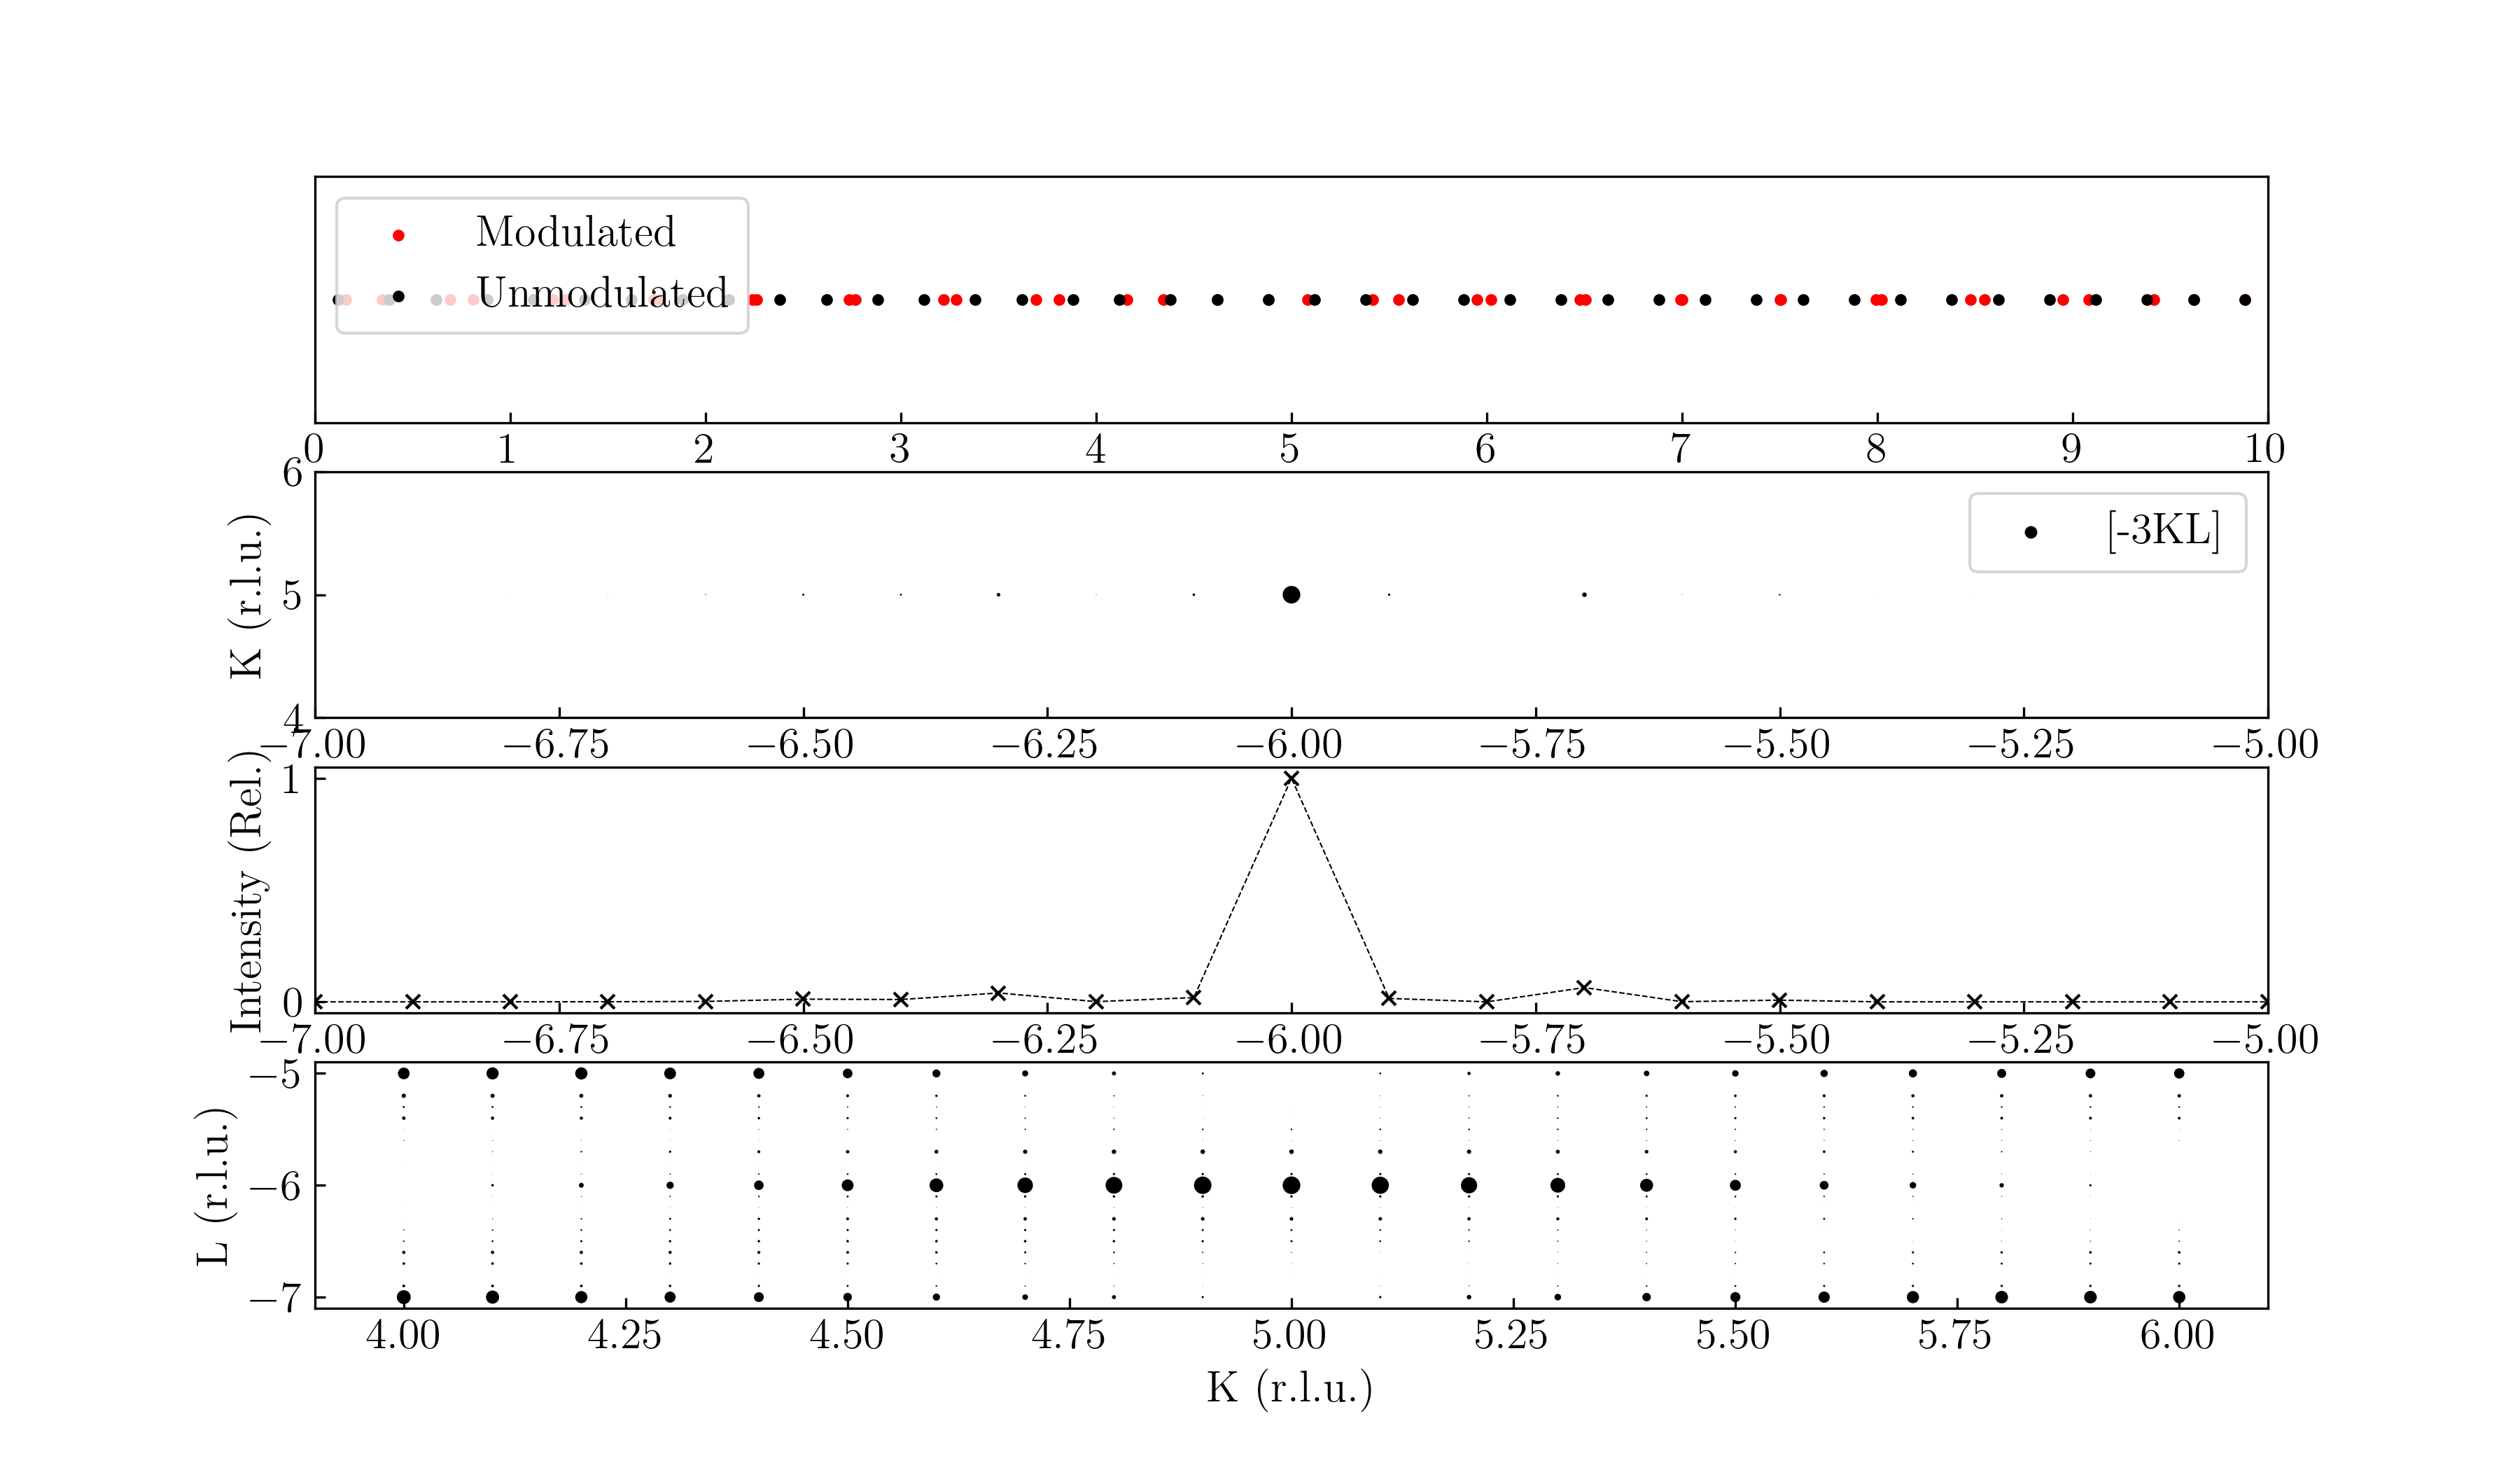 Modulated
Unmodulated
0 1 2 3 4 5 6 7 8 9 10
K (r.l.u.)
6
5
4
[-3KL]
−7.00 −6.75 −6.50 −6.25 −6.00 −5.75 −5.50 −5.25 −5.00
Intensity (Rel.)
1
0
−7.00 −6.75 −6.50 −6.25 −6.00 −5.75 −5.50 −5.25 −5.00
L (r.l.u.)
−5
−6
−7
4.00 4.25 4.50 4.75 5.00 5.25 5.50 5.75 6.00
K (r.l.u.)